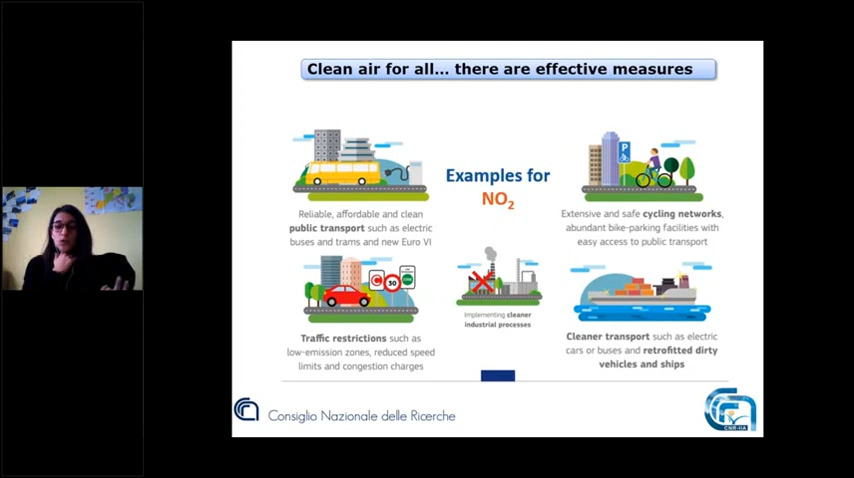 Clean air for all... there are effective measures
Examples for
NO2
Reliable, affordable and clean
public transport such as electric
buses and trams and new Euro VI
P
Extensive and safe cycling networks,
abundant bike-parking facilities with
easy access to public transport
C
30
Traffic restrictions such as
low-emission zones, reduced speed
limits and congestion charges
Implementing cleaner
industrial processes
Cleaner transport such as electric
cars or buses and retrofitted dirty
vehicles and ships
Consiglio Nazionale delle Ricerche
CNR-IIA